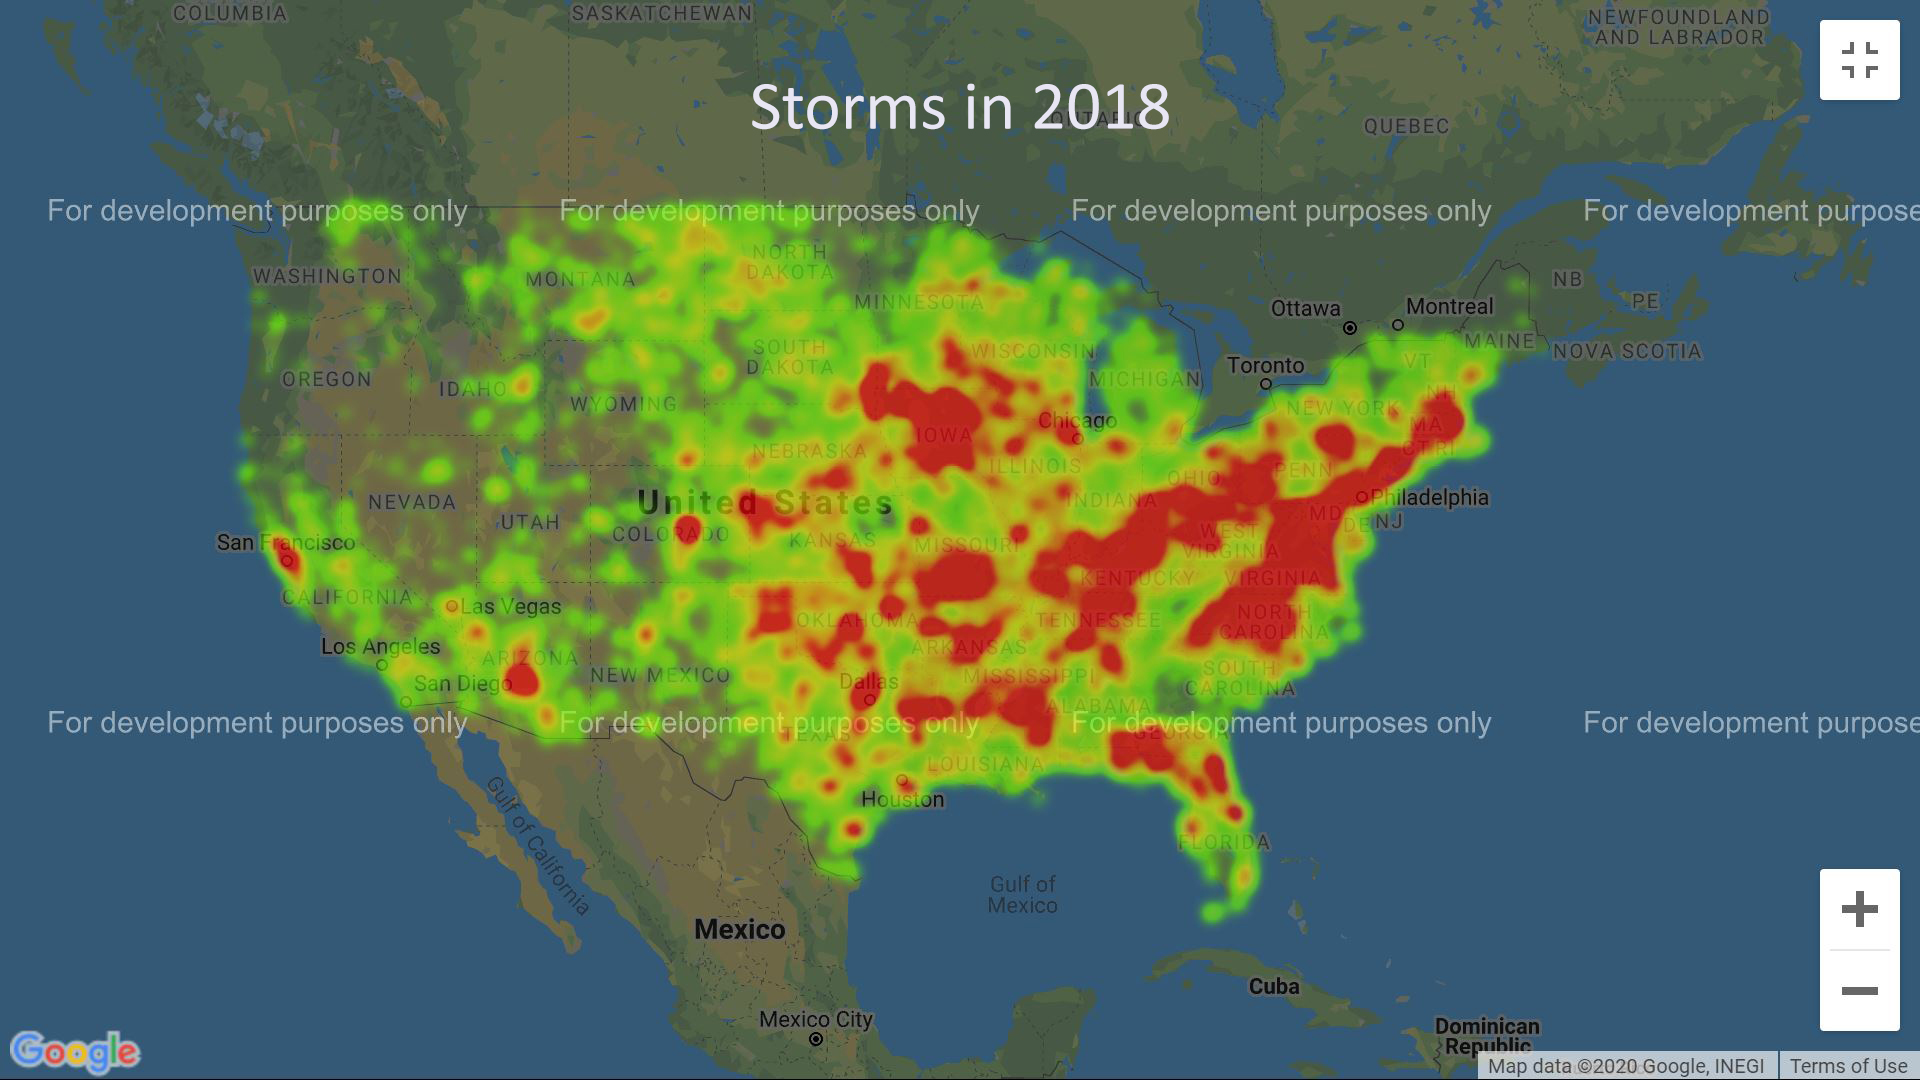 COLUMBIA
SASKATCHEWAN
NEWFOUNDLAND
AND LABRADOR
Storms in 2018
ONTARIO
QUEBEC
For development purposes only
For development purposes only
For development purposes only
For development purpose
WASHINGTON
MONTANA
NORTH
DAKOTA
MINNESOTA
NB
PE
Ottawa
Montreal
MAINE
NOVA SCOTIA
OREGON
IDAHO
WYOMING
SOUTH
DAKOTA
WISCONSIN
MICHIGAN
Toronto
VT
NH
NEW YORK
MA
CT RI
Chicago
IOWA
NEBRASKA
ILLINOIS
INDIANA
OHIO
PENN
Philadelphia
NEVADA
UTAH
United States
COLORADO
KANSAS
MISSOURI
WEST
VIRGINIA
MD
DE
NJ
San Francisco
CALIFORNIA
Las Vegas
KENTUCKY
VIRGINIA
OKLAHOMA
TENNESSEE
NORTH
CAROLINA
Los Angeles
ARIZONA
NEW MEXICO
ARKANSAS
San Diego
Dallas
MISSISSIPPI
SOUTH
CAROLINA
ALABAMA
For development purposes only
For development purposes only
For development purposes only
For development purpose
TEXAS
GEORGIA
LOUISIANA
Houston
Gulf of California
FLORIDA
Gulf of
Mexico
Mexico
Cuba
Mexico City
Dominican
Republic
Google
Map data ©2020 Google, INEGI
Terms of Use